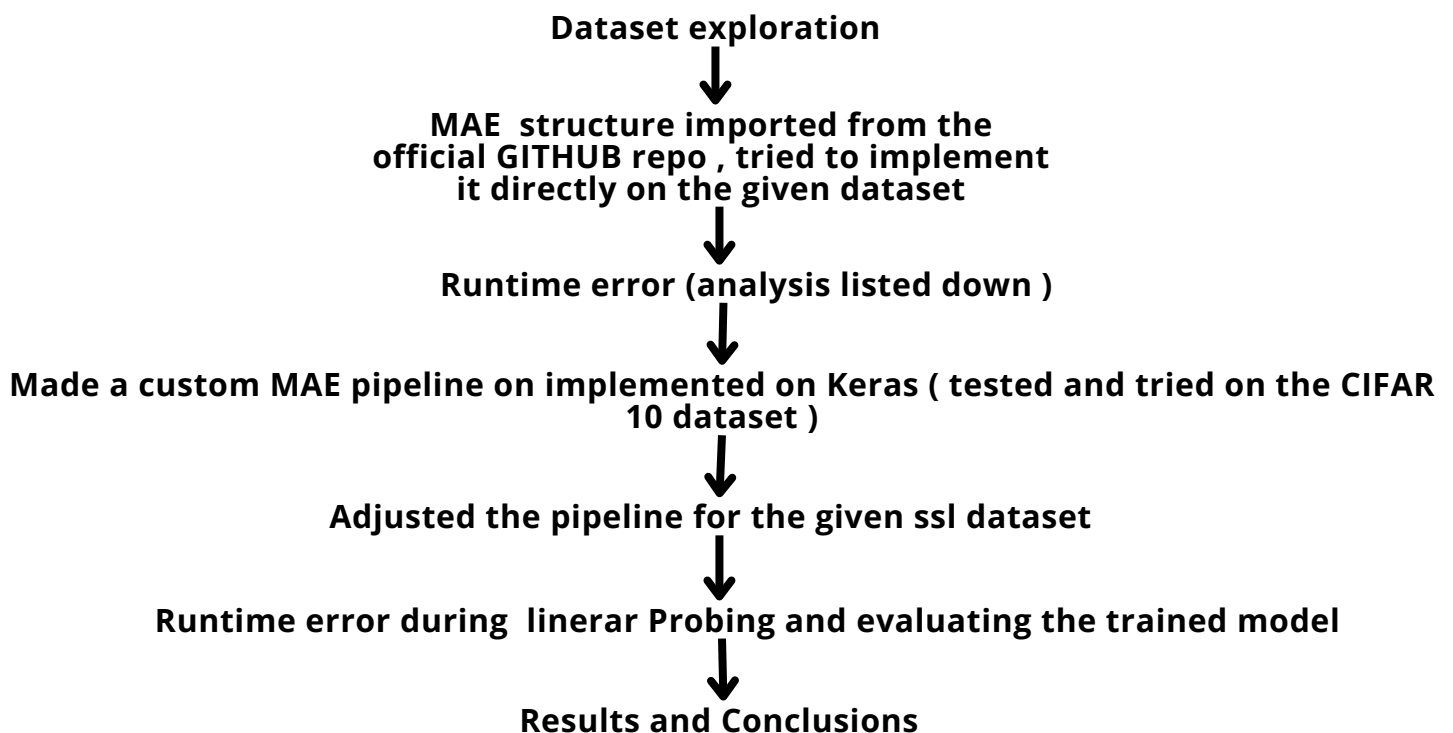 Dataset exploration
MAE  structure imported from the
official GITHUB repo , tried to implement
it directly on the given dataset
Runtime error (analysis listed down )
Made a custom MAE pipeline on implemented on Keras ( tested and tried on the CIFAR
10 dataset )
Adjusted the pipeline for the given ssl dataset
Runtime error during  linerar Probing and evaluating the trained model
Results and Conclusions